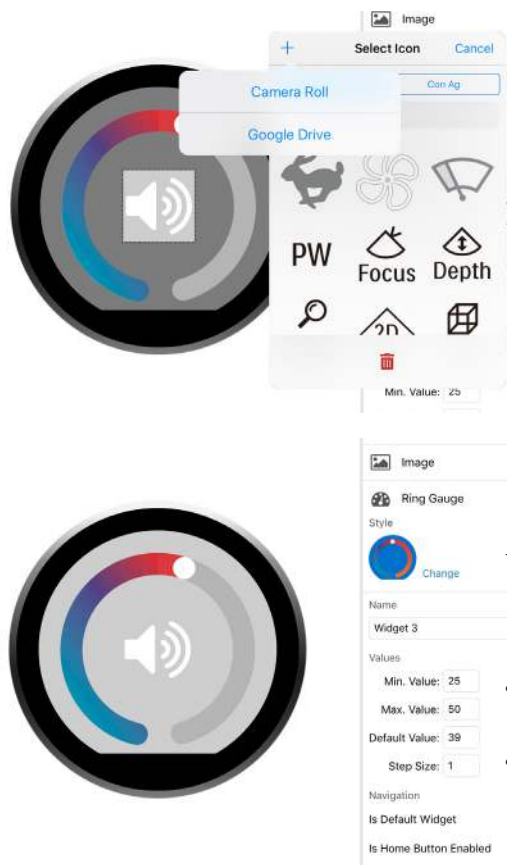 Image
+ Select Icon Cancel
Con Ag
Camera Roll
Google Drive
PW Focus Depth
2D
Min. Value: 25
Image
Ring Gauge
Style
Change
Name
Widget 3
Values
Min. Value: 25
Max. Value: 50
Default Value: 39
Step Size: 1
Navigation
Is Default Widget
Is Home Button Enabled